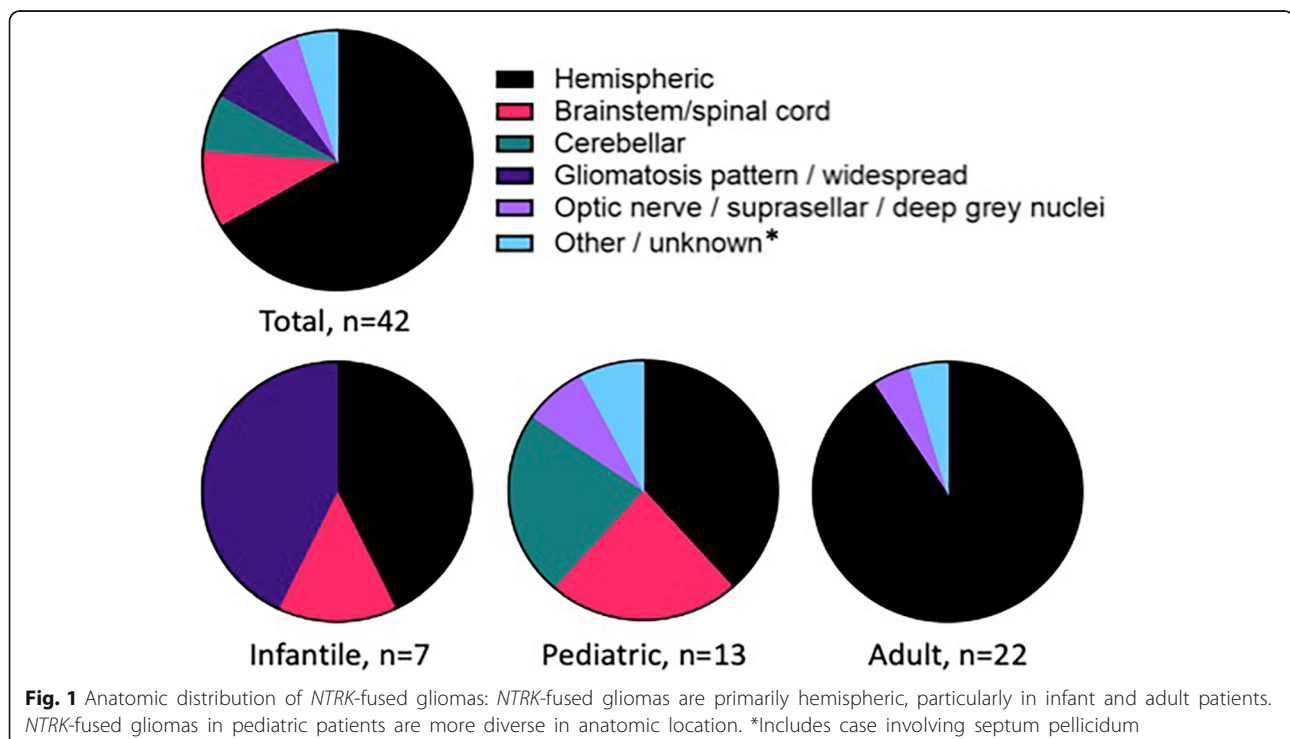 Hemispheric
Brainstem/spinal cord
Cerebellar
Gliomatosis pattern / widespread
Optic nerve / suprasellar / deep grey nuclei
Other / unknown*
Total, n=42
Infantile, n=7
Pediatric, n=13
Adult, n=22
Fig. 1 Anatomic distribution of NTRK-fused gliomas: NTRK-fused gliomas are primarily hemispheric, particularly in infant and adult patients.
NTRK-fused gliomas in pediatric patients are more diverse in anatomic location. *Includes case involving septum pellicidum